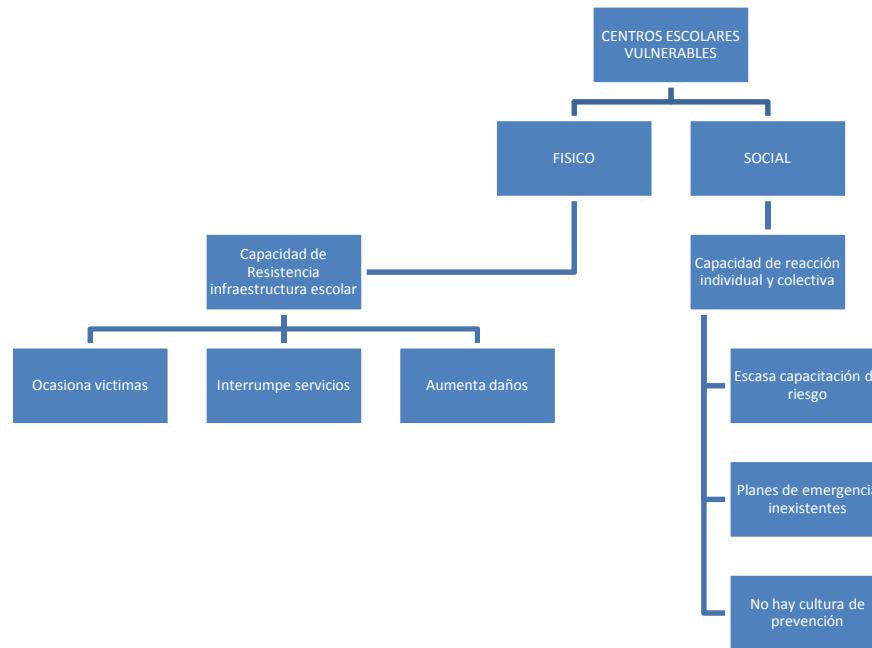 CENTROS ESCOLARES
VULNERABLES
FISICO
SOCIAL
Capacidad de
Resistencia
infraestructura escolar
Capacidad de reacción
individual y colectiva
Ocasiona victimas
Interrumpe servicios
Aumenta daños
Escasa capacitación
riesgo
Planes de emergencia
inexistentes
No hay cultura de
prevención